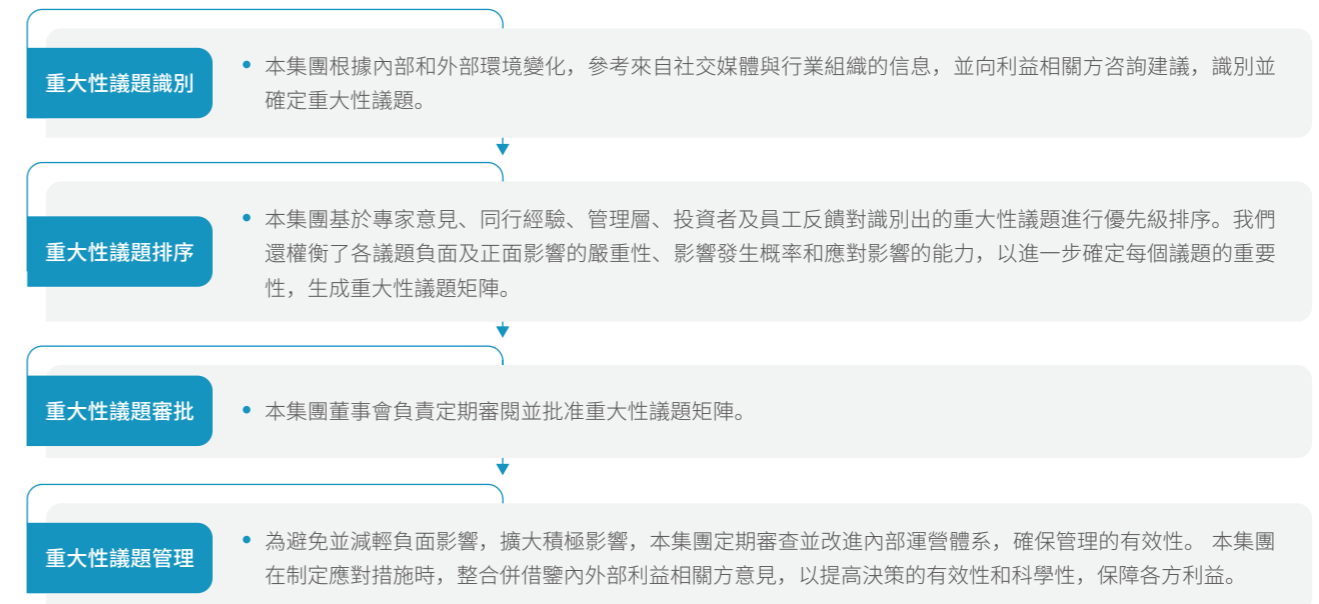 重大性議題識別
• 本集團根據內部和外部環境變化，參考來自社交媒體與行業組織的信息，並向利益相關方咨詢建議，識別並
確定重大性議題。
重大性議題排序
• 本集團基於專家意見、同行經驗、管理層、投資者及員工反饋對識別出的重大性議題進行優先級排序。我們
還權衡了各議題負面及正面影響的嚴重性、影響發生概率和應對影響的能力，以進一步確定每個議題的重要
性，生成重大性議題矩陣。
重大性議題審批
• 本集團董事會負責定期審閱並批准重大性議題矩陣。
重大性議題管理
• 為避免並減輕負面影響，擴大積極影響，本集團定期審查並改進內部運營體系，確保管理的有效性。 本集團
在制定應對措施時，整合併借鑒內外部利益相關方意見，以提高決策的有效性和科學性，保障各方利益。